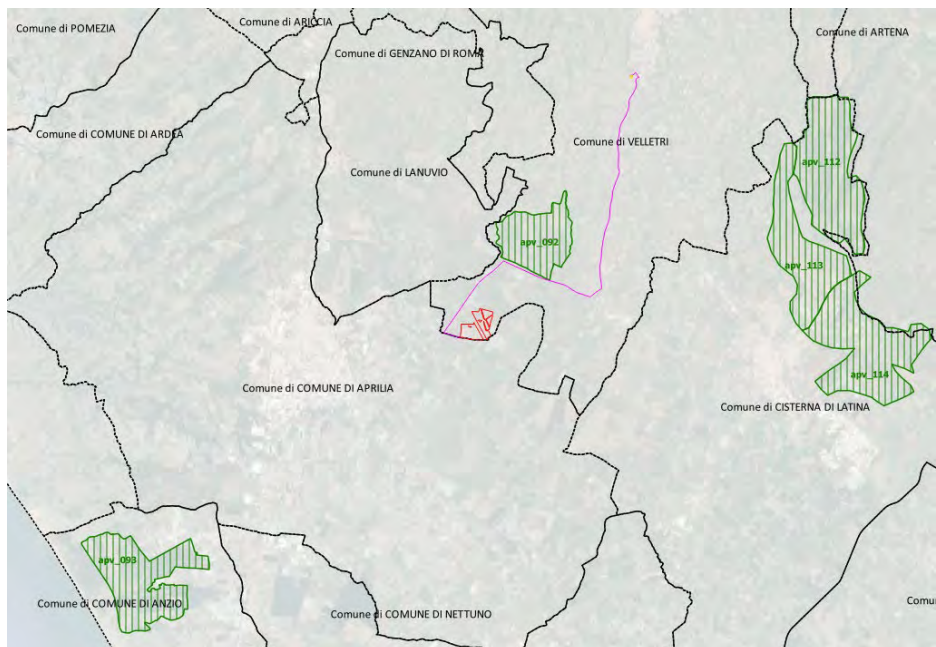 Comune di POMEZIA
Comune di ARICCIA
Comune di ARTENA
Comune di GENZANO DI ROMA
Comune di COMUNE DI ARDEA
Comune di VELLETRI
apv_112
Comune di LANUVIO
apv_092
apv_113
apv_114
Comune di COMUNE DI APRILIA
Comune di CISTERNA DI LATINA
apv_093
Comune di COMUNE DI ANZIO
Comu
Comune di COMUNE DI NETTUNO